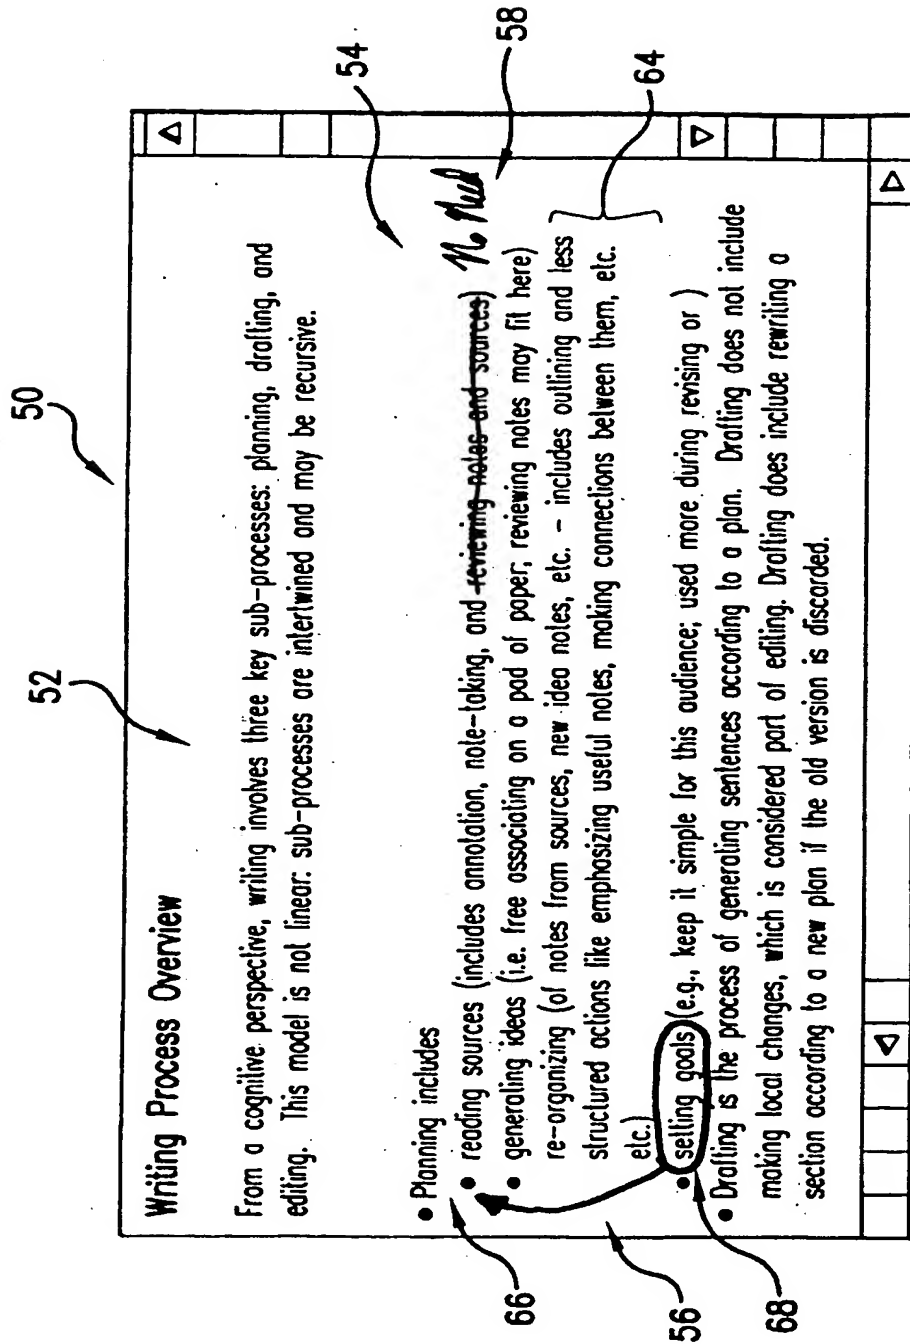 50
52
54
58
64
Writing Process Overview
From a cognitive perspective, writing involves three key sub-processes: planning, drafting, and
editing. This model is not linear: sub-processes are intertwined and may be recursive.
• Planning includes
• reading sources (includes annotation, note-taking, and reviewing notes and sources) No Need
• generating ideas (i.e. free associating on a pad of paper; reviewing notes may fit here)
re-organizing (of notes from sources, new idea notes, etc. - includes outlining and less
structured actions like emphasizing useful notes, making connections between them, etc.
etc.)
• setting goals (e.g., keep it simple for this audience; used more during revising or )
• Drafting is the process of generating sentences according to a plan. Drafting does not include
making local changes, which is considered part of editing. Drafting does include rewriting a
section according to a new plan if the old version is discarded.
66
56
68